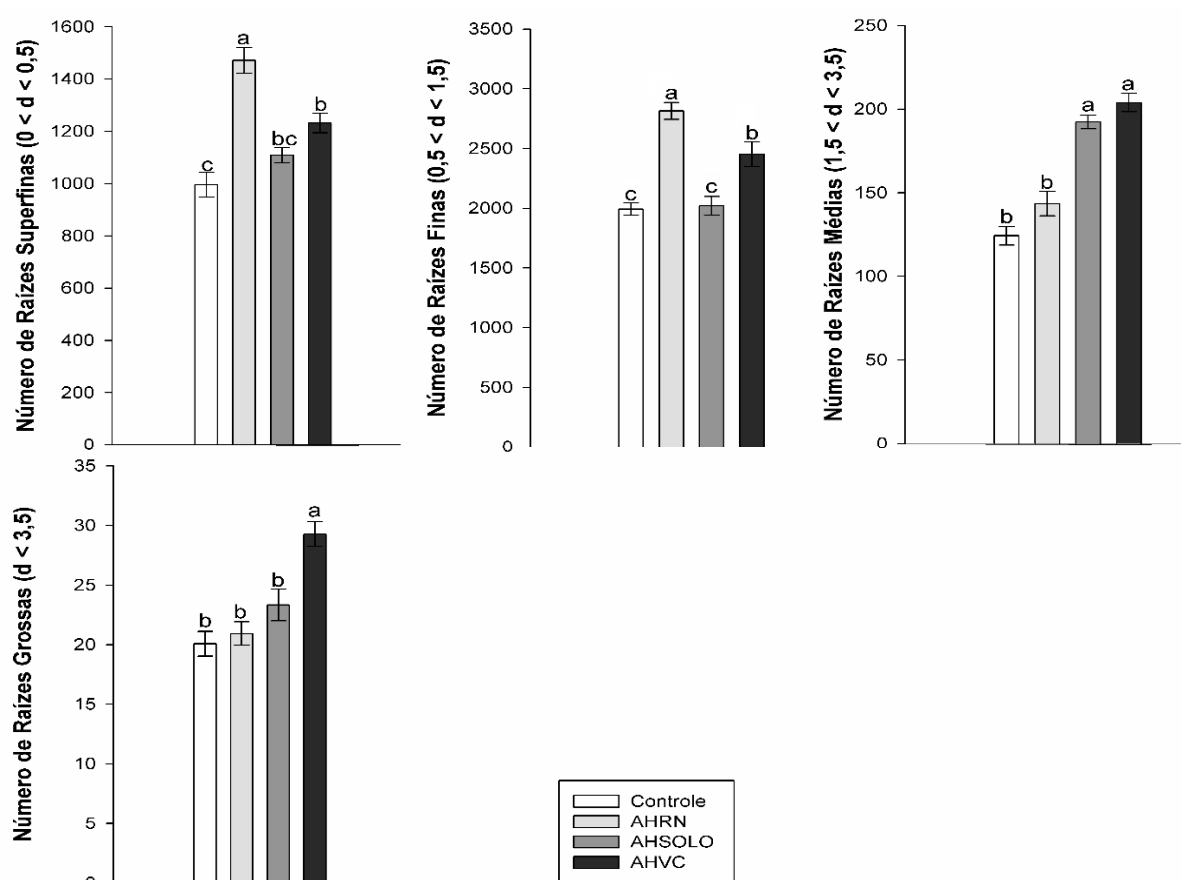 Número de Raízes Superfinas (0 < d < 0,5)
1600
1400
1200
1000
800
600
400
200
0
c
a
bc
b
Número de Raízes Finas (0,5 < d < 1,5)
3500
3000
2500
2000
1500
1000
500
0
c
a
c
b
Número de Raízes Médias (1,5 < d < 3,5)
250
200
150
100
50
0
b
b
a
a
Número de Raízes Grossas (d < 3,5)
35
30
25
20
15
10
5
0
b
b
b
a
Controle
AHRN
AHSOLO
AHVC